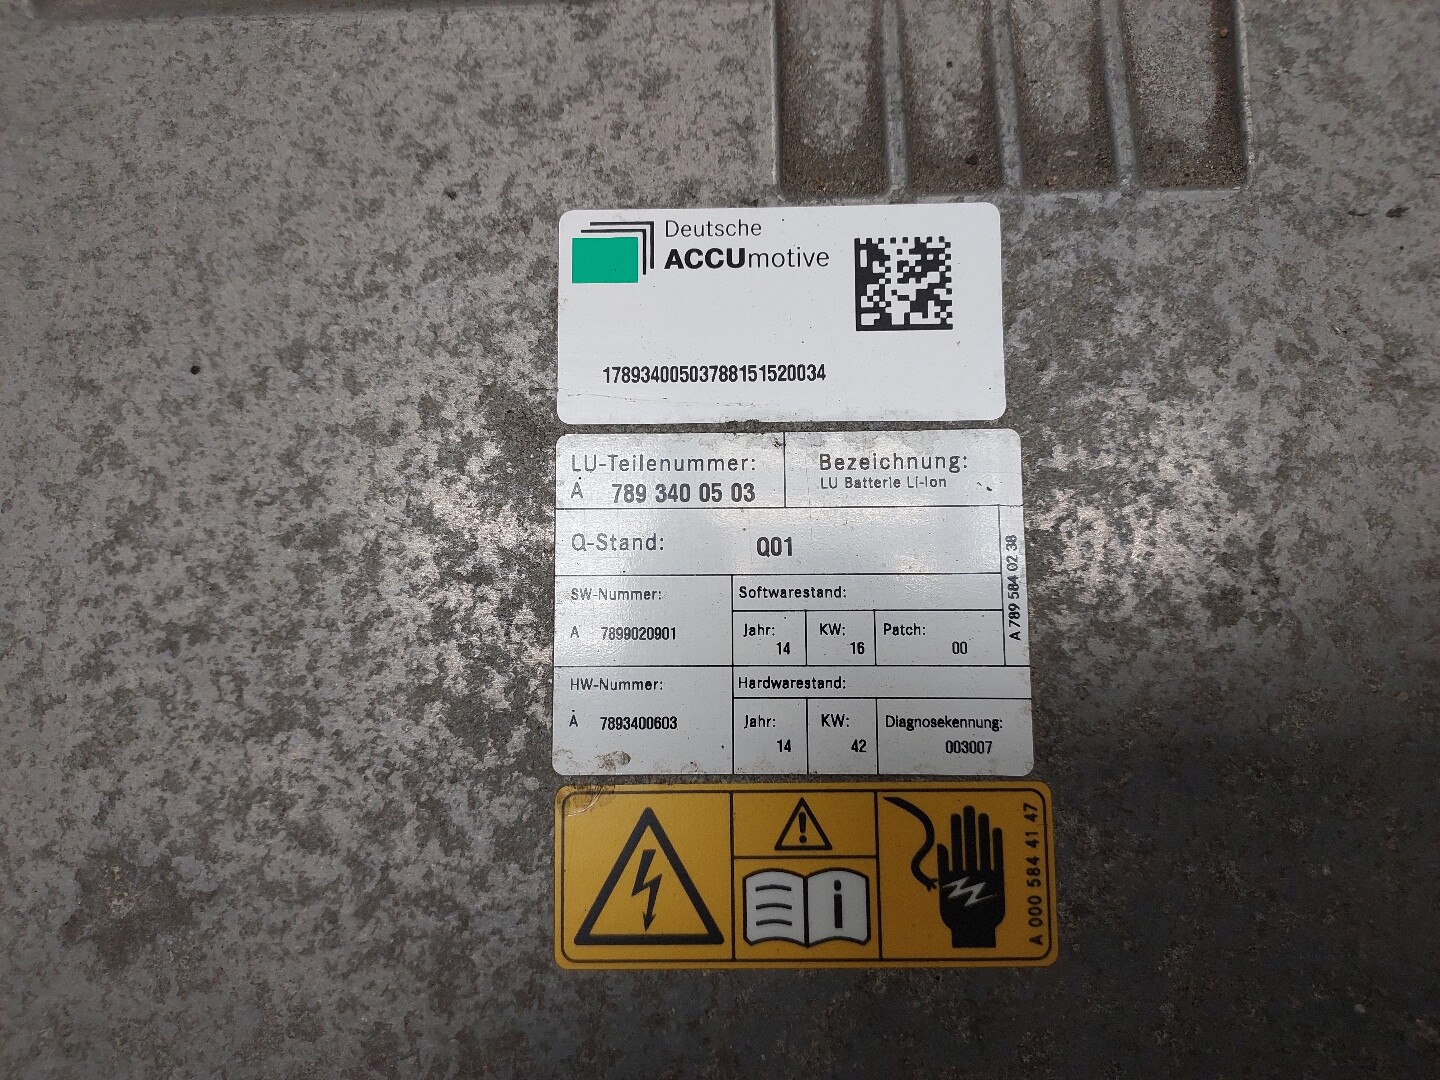 Deutsche
ACCUmotive
17893400503788151520034
LU-Teilenummer:
A 789 340 05 03
Bezeichnung:
LU Batterie Li-Ion
Q-Stand: Q01
A 789 584 02 38
SW-Nummer:
A 7899020901
Softwarestand:
Jahr: 14
KW: 16
Patch: 00
HW-Nummer:
A 7893400603
Hardwarestand:
Jahr: 14
KW: 42
Diagnosekennung:
003007
A 000 584 41 47